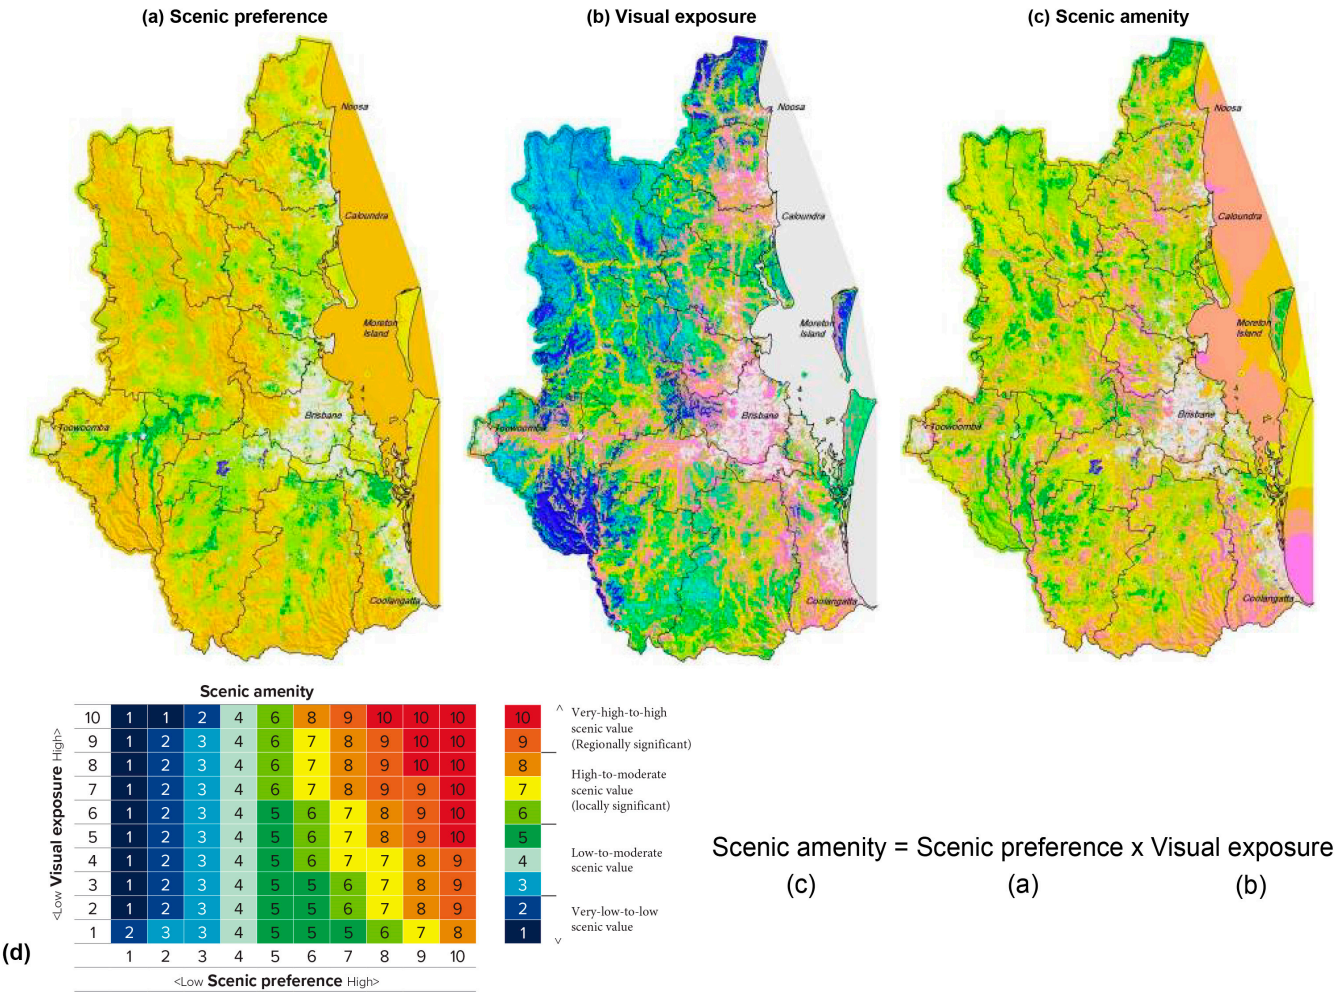 (a) Scenic preference
(b) Visual exposure
(c) Scenic amenity
Noosa
Caloundra
Moreton
Island
Brisbane
Toowoomba
Coolangatta
Noosa
Caloundra
Moreton
Island
Brisbane
Toowoomba
Coolangatta
Noosa
Caloundra
Moreton
Island
Brisbane
Toowoomba
Coolangatta
Scenic amenity
<Low Visual exposure High>
10 1 1 2 4 6 8 9 10 10 10
9 1 2 3 4 6 7 8 9 10 10
8 1 2 3 4 6 7 8 9 10 10
7 1 2 3 4 6 7 8 9 9 10
6 1 2 3 4 5 6 7 8 9 10
5 1 2 3 4 5 6 7 8 9 10
4 1 2 3 4 5 6 7 7 8 9
3 1 2 3 4 5 5 6 7 8 9
2 1 2 3 4 5 5 6 7 8 9
1 2 3 3 4 5 5 5 6 7 8
1 2 3 4 5 6 7 8 9 10
<Low Scenic preference High>
(d)
10
9
8
7
6
5
4
3
2
1
Very-high-to-high
scenic value
(Regionally significant)
High-to-moderate
scenic value
(locally significant)
Low-to-moderate
scenic value
Very-low-to-low
scenic value
Scenic amenity = Scenic preference x Visual exposure
(c) (a) (b)